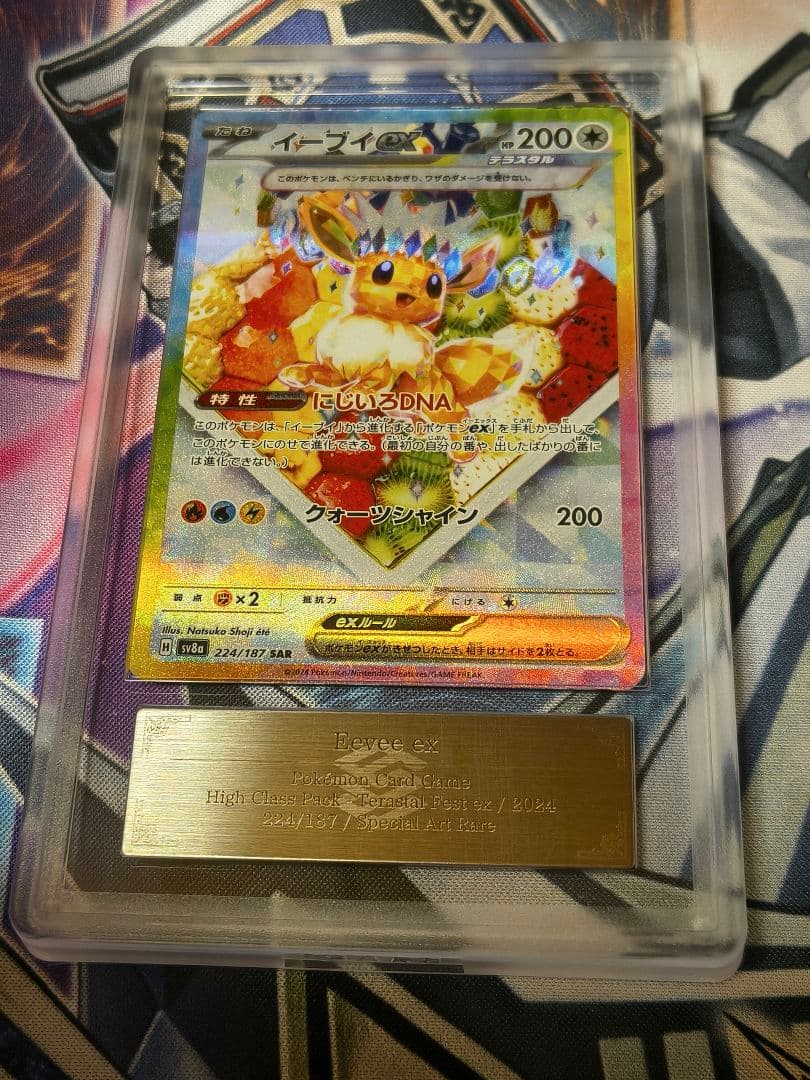 たね イーブイex HP200
テラスタル
このポケモンは、ベンチにいるかぎり、ワザのダメージを受けない。
特性 にじいろDNA
このポケモンは、「イーブイ」から進化する「ポケモンex」を手札から出して、
このポケモンにのせて進化できる。(最初の自分の番や、出したばかりの番に
は進化できない。)
クォーツシャイン 200
弱点 ×2 抵抗力 にげる
Illus. Natsuko Shoji été
exルール
H sv8a 224/187 SAR
ポケモンexがきぜつしたとき、相手はサイドを2枚とる。
©2024 Pokémon/Nintendo/Creatures/GAME FREAK.
Eevee ex
Pokémon Card Game
High Class Pack - Terastal Fest ex / 2024
224/187 / Special Art Rare